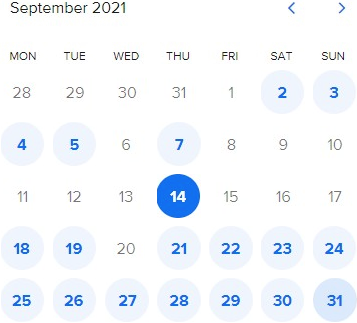 September 2021
MON TUE WED THU FRI SAT SUN
28 29 30 31 1 2 3
4 5 6 7 8 9 10
11 12 13 14 15 16 17
18 19 20 21 22 23 24
25 26 27 28 29 30 31